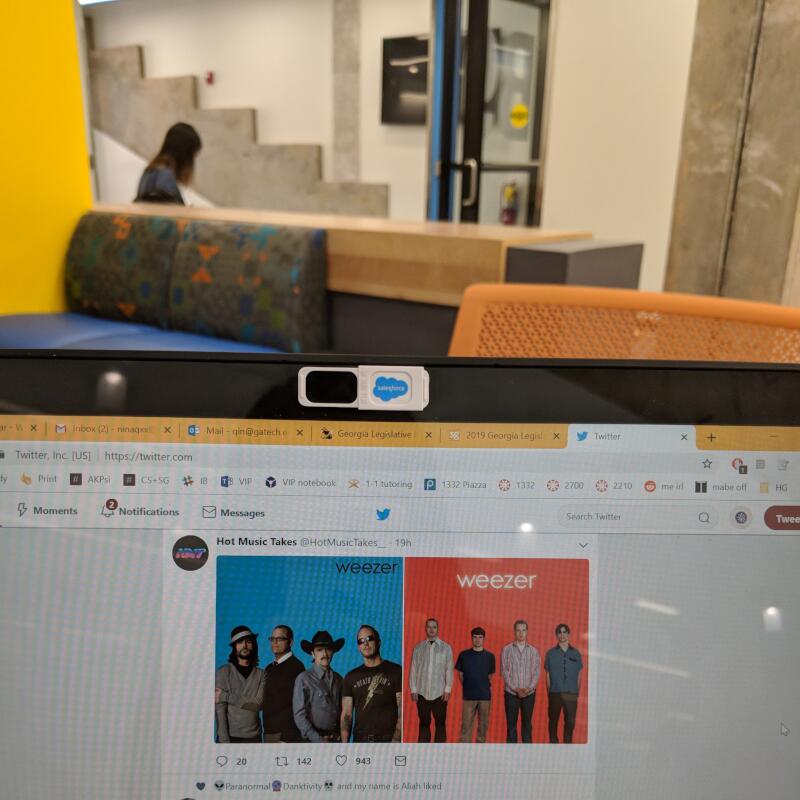 salesforce
Inbox (2) - ninaqxx
Mail - qin@gatech.e
Georgia Legislative
2019 Georgia Legisl
Twitter
Twitter, Inc. [US] https://twitter.com
Print AKPsi CS+SG IB VIP VIP notebook 1-1 tutoring 1332 Piazza 1332 2700 2210 me irl mabe off HG
Moments 2 Notifications Messages Search Twitter Twee
Hot Music Takes @HotMusicTakes__ · 19h
weezer
weezer
20 142 943
Paranormal Danktivity and my name is Aliah liked